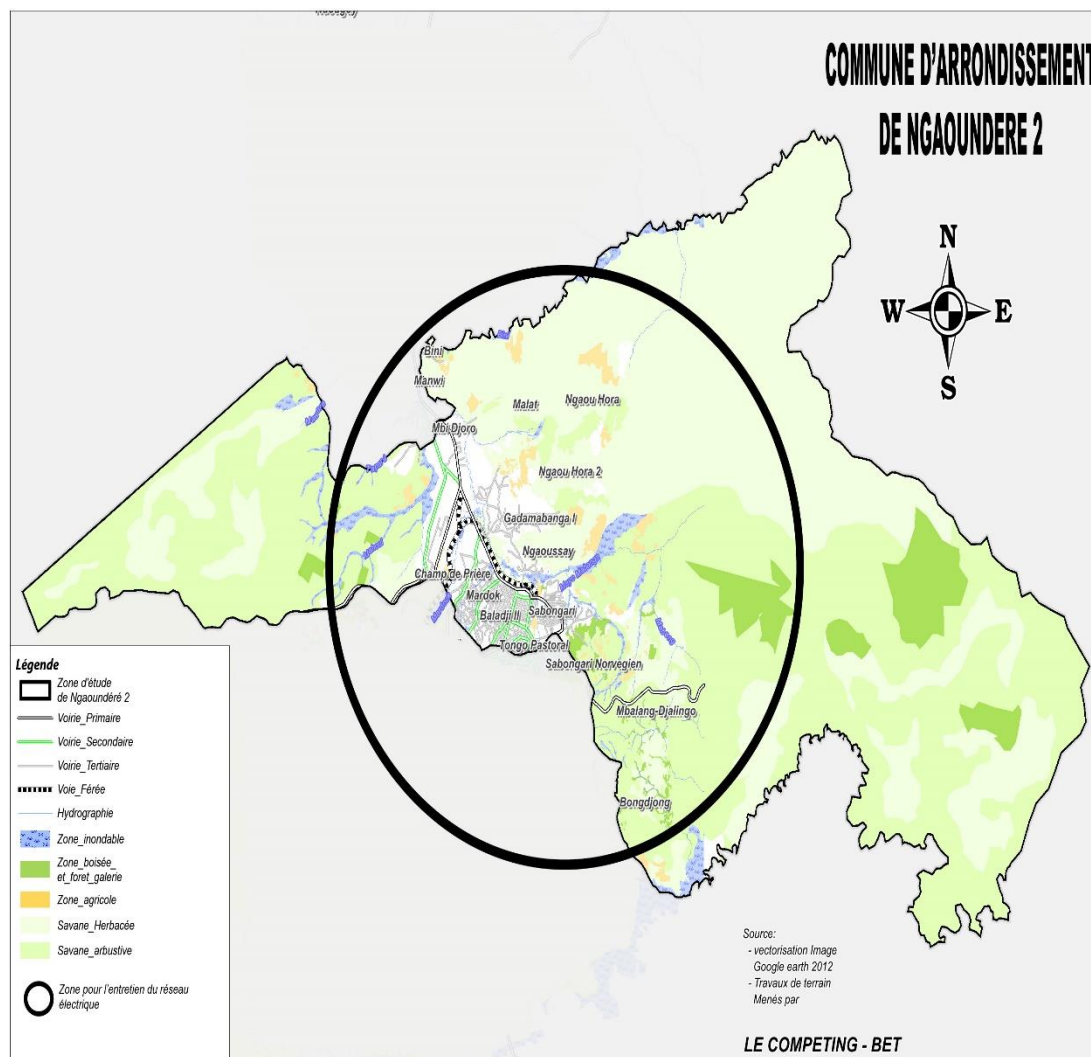 COMMUNE D'ARRONDISSEMENT
DE NGAOUNDERE 2
N
W E
S
Bini
Manwi
Malat
Ngaou Hora
Mbi Djoro
Ngaou Hora 2
Gadamabanga I
Ngaoussay
Champ de Prière
Mardok
Baladji II
Sabongari
Tongo Pastoral
Sabongari Norvegien
Mbalang-Djalingo
Bongdjong
Légende
Zone d'étude
de Ngaoundéré 2
Voirie_Primaire
Voirie_Secondaire
Voirie_Tertiaire
Voie_Férée
Hydrographie
Zone_inondable
Zone_boisée_
et_foret_galerie
Zone_agricole
Savane_Herbacée
Savane_arbustive
Zone pour l'entretien du réseau
électrique
Source:
- vectorisation Image
Google earth 2012
- Travaux de terrain
Menés par
LE COMPETING - BET